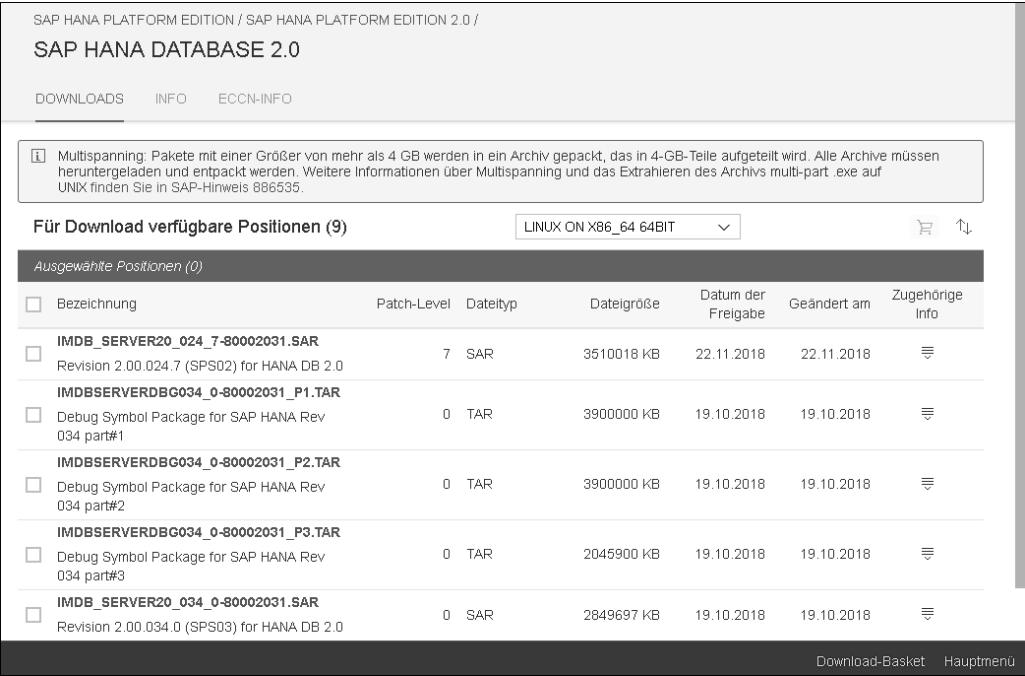 SAP HANA PLATFORM EDITION / SAP HANA PLATFORM EDITION 2.0 /
SAP HANA DATABASE 2.0
DOWNLOADS INFO ECCN-INFO
Multispanning: Pakete mit einer Größer von mehr als 4 GB werden in ein Archiv gepackt, das in 4-GB-Teile aufgeteilt wird. Alle Archive müssen
heruntergeladen und entpackt werden. Weitere Informationen über Multispanning und das Extrahieren des Archivs multi-part .exe auf
UNIX finden Sie in SAP-Hinweis 886535.
Für Download verfügbare Positionen (9) LINUX ON X86_64 64BIT
Ausgewählte Positionen (0)
Bezeichnung Patch-Level Dateityp Dateigröße Datum der Freigabe Geändert am Zugehörige Info
IMDB_SERVER20_024_7-80002031.SAR
Revision 2.00.024.7 (SPS02) for HANA DB 2.0 7 SAR 3510018 KB 22.11.2018 22.11.2018
IMDBSERVERDBG034_0-80002031_P1.TAR
Debug Symbol Package for SAP HANA Rev 0 TAR 3900000 KB 19.10.2018 19.10.2018
034 part#1
IMDBSERVERDBG034_0-80002031_P2.TAR
Debug Symbol Package for SAP HANA Rev 0 TAR 3900000 KB 19.10.2018 19.10.2018
034 part#2
IMDBSERVERDBG034_0-80002031_P3.TAR
Debug Symbol Package for SAP HANA Rev 0 TAR 2045900 KB 19.10.2018 19.10.2018
034 part#3
IMDB_SERVER20_034_0-80002031.SAR
Revision 2.00.034.0 (SPS03) for HANA DB 2.0 0 SAR 2849697 KB 19.10.2018 19.10.2018
Download-Basket Hauptmenü